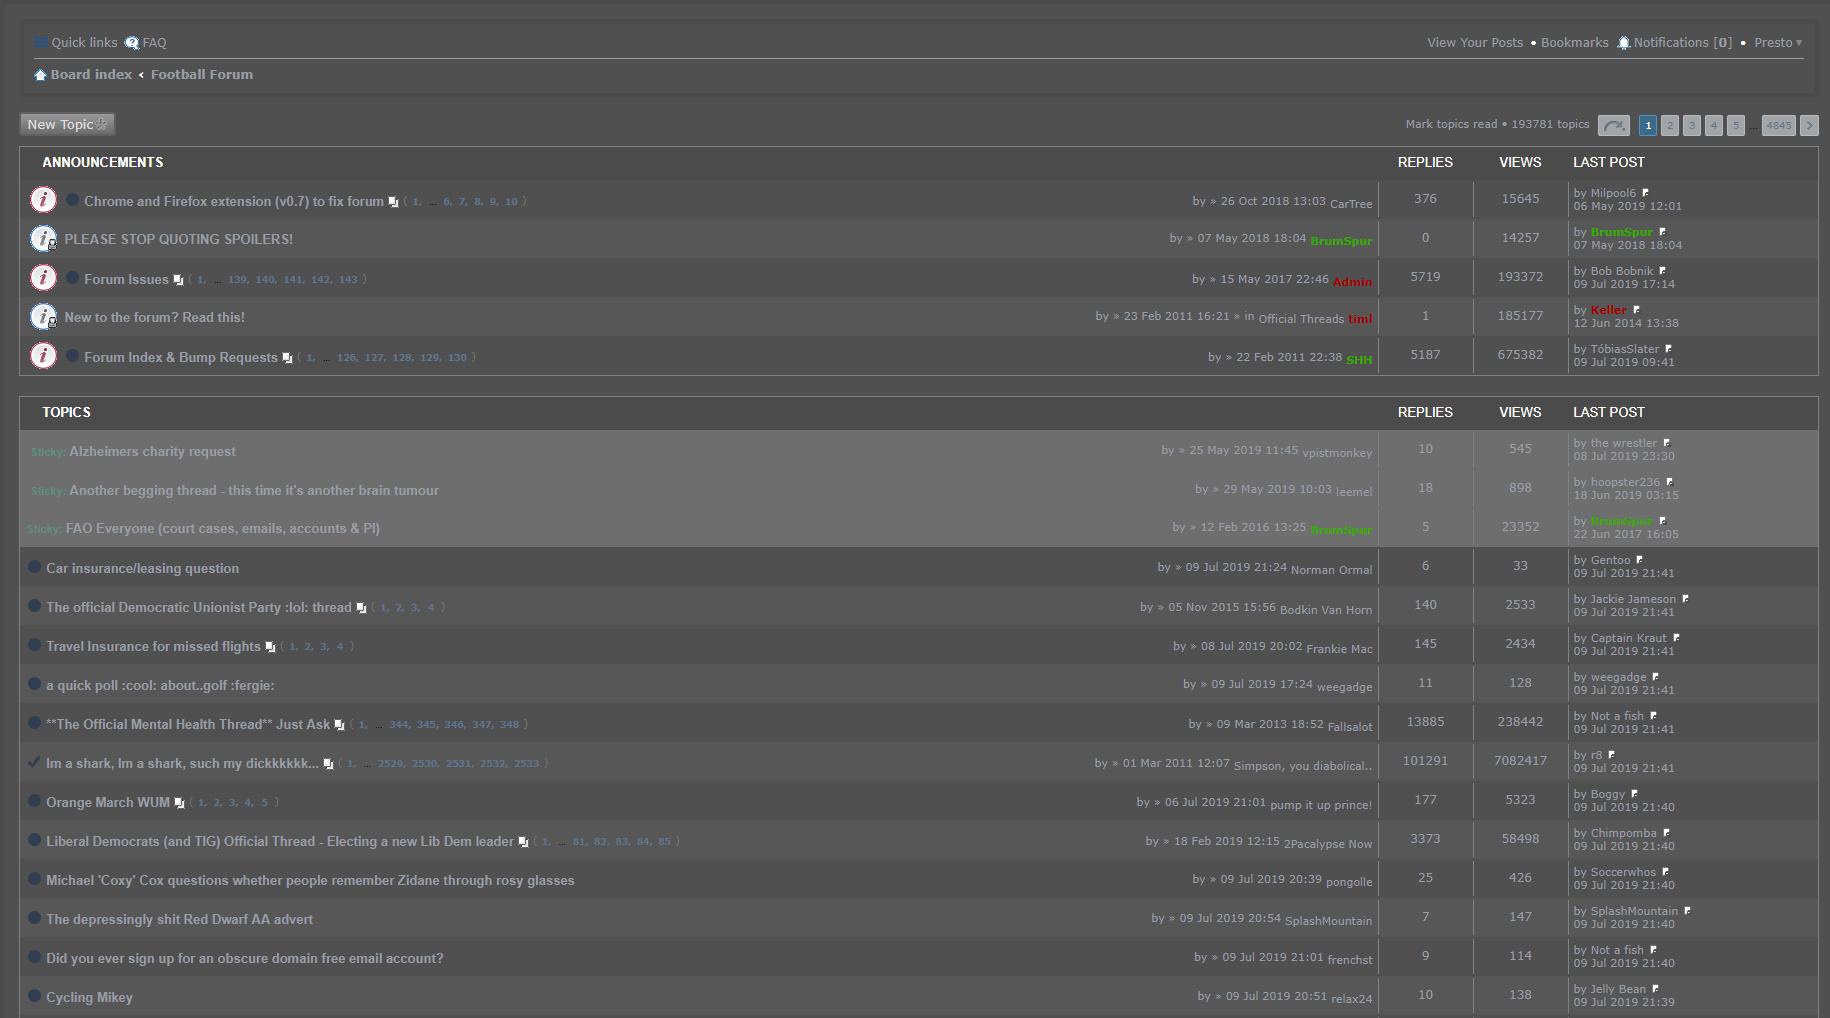 Quick links FAQ View Your Posts • Bookmarks Notifications [0] • Presto
Board index ‹ Football Forum
New Topic Mark topics read • 193781 topics 1 2 3 4 5 ... 4845
ANNOUNCEMENTS REPLIES VIEWS LAST POST
Chrome and Firefox extension (v0.7) to fix forum ( 1, ... 6, 7, 8, 9, 10 ) by » 26 Oct 2018 13:03 CarTree 376 15645 by Milpool6
06 May 2019 12:01
PLEASE STOP QUOTING SPOILERS! by » 07 May 2018 18:04 BrumSpur 0 14257 by BrumSpur
07 May 2018 18:04
Forum Issues ( 1, ... 139, 140, 141, 142, 143 ) by » 15 May 2017 22:46 Admin 5719 193372 by Bob Bobnik
09 Jul 2019 17:14
New to the forum? Read this! by » 23 Feb 2011 16:21 » in Official Threads timl 1 185177 by Keller
12 Jun 2014 13:38
Forum Index & Bump Requests ( 1, ... 126, 127, 128, 129, 130 ) by » 22 Feb 2011 22:38 SHH 5187 675382 by TóbiasSlater
09 Jul 2019 09:41
TOPICS REPLIES VIEWS LAST POST
Sticky: Alzheimers charity request by » 25 May 2019 11:45 vpistmonkey 10 545 by the wrestler
08 Jul 2019 23:30
Sticky: Another begging thread - this time it's another brain tumour by » 29 May 2019 10:03 leemel 18 898 by hoopster236
18 Jun 2019 03:15
Sticky: FAO Everyone (court cases, emails, accounts & PI) by » 12 Feb 2016 13:25 BrumSpur 5 23352 by BrumSpur
22 Jun 2017 16:05
Car insurance/leasing question by » 09 Jul 2019 21:24 Norman Ormal 6 33 by Gentoo
09 Jul 2019 21:41
The official Democratic Unionist Party :lol: thread ( 1, 2, 3, 4 ) by » 05 Nov 2015 15:56 Bodkin Van Horn 140 2533 by Jackie Jameson
09 Jul 2019 21:41
Travel Insurance for missed flights ( 1, 2, 3, 4 ) by » 08 Jul 2019 20:02 Frankie Mac 145 2434 by Captain Kraut
09 Jul 2019 21:41
a quick poll :cool: about..golf :fergie: by » 09 Jul 2019 17:24 weegadge 11 128 by weegadge
09 Jul 2019 21:41
**The Official Mental Health Thread** Just Ask ( 1, ... 344, 345, 346, 347, 348 ) by » 09 Mar 2013 18:52 Fallsalot 13885 238442 by Not a fish
09 Jul 2019 21:41
Im a shark, Im a shark, such my dickkkkkk... ( 1, ... 2529, 2530, 2531, 2532, 2533 ) by » 01 Mar 2011 12:07 Simpson, you diabolical.. 101291 7082417 by r8
09 Jul 2019 21:41
Orange March WUM ( 1, 2, 3, 4, 5 ) by » 06 Jul 2019 21:01 pump it up prince! 177 5323 by Boggy
09 Jul 2019 21:40
Liberal Democrats (and TIG) Official Thread - Electing a new Lib Dem leader ( 1, ... 81, 82, 83, 84, 85 ) by » 18 Feb 2019 12:15 2Pacalypse Now 3373 58498 by Chimpomba
09 Jul 2019 21:40
Michael 'Coxy' Cox questions whether people remember Zidane through rosy glasses by » 09 Jul 2019 20:39 pongolle 25 426 by Soccerwhos
09 Jul 2019 21:40
The depressingly shit Red Dwarf AA advert by » 09 Jul 2019 20:54 SplashMountain 7 147 by SplashMountain
09 Jul 2019 21:40
Did you ever sign up for an obscure domain free email account? by » 09 Jul 2019 21:01 frenchst 9 114 by Not a fish
09 Jul 2019 21:40
Cycling Mikey by » 09 Jul 2019 20:51 relax24 10 138 by Jelly Bean
09 Jul 2019 21:39